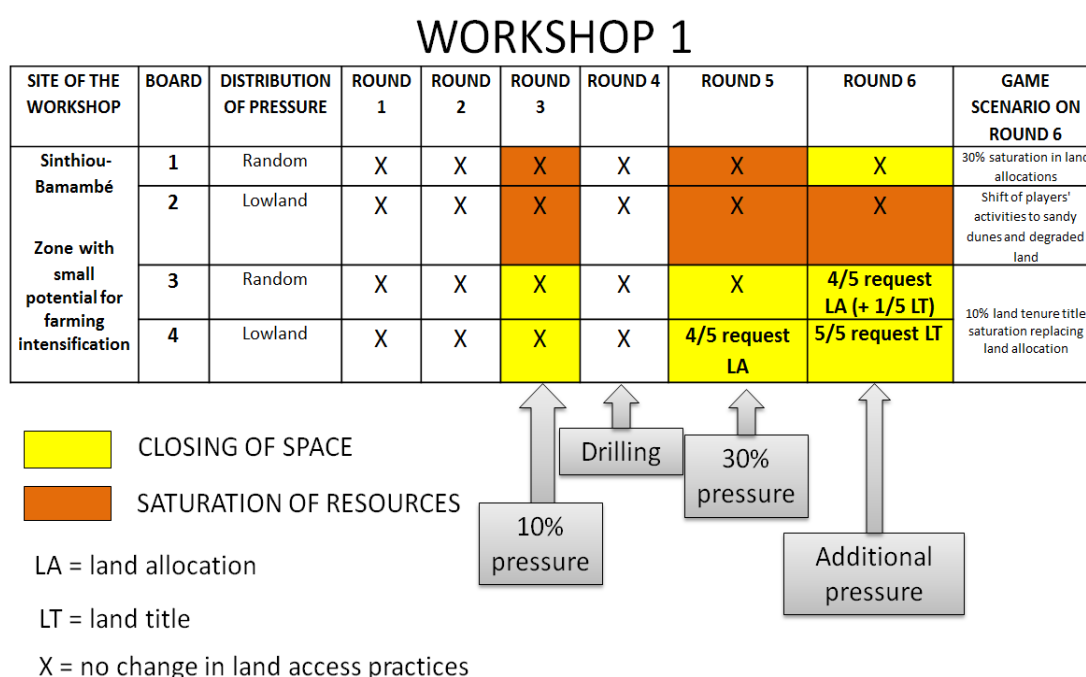 WORKSHOP 1
SITE OF THE WORKSHOP BOARD DISTRIBUTION OF PRESSURE ROUND 1 ROUND 2 ROUND 3 ROUND 4 ROUND 5 ROUND 6 GAME SCENARIO ON ROUND 6
Sinthiou-Bamambé
Zone with small potential for farming intensification
1 Random X X X X X X 30% saturation in land allocations
2 Lowland X X X X X X Shift of players' activities to sandy dunes and degraded land
3 Random X X X X X 4/5 request LA (+ 1/5 LT)
4 Lowland X X X X 4/5 request LA 5/5 request LT
10% land tenure title saturation replacing land allocation
CLOSING OF SPACE
SATURATION OF RESOURCES
10% pressure
Drilling
30% pressure
Additional pressure
LA = land allocation
LT = land title
X = no change in land access practices